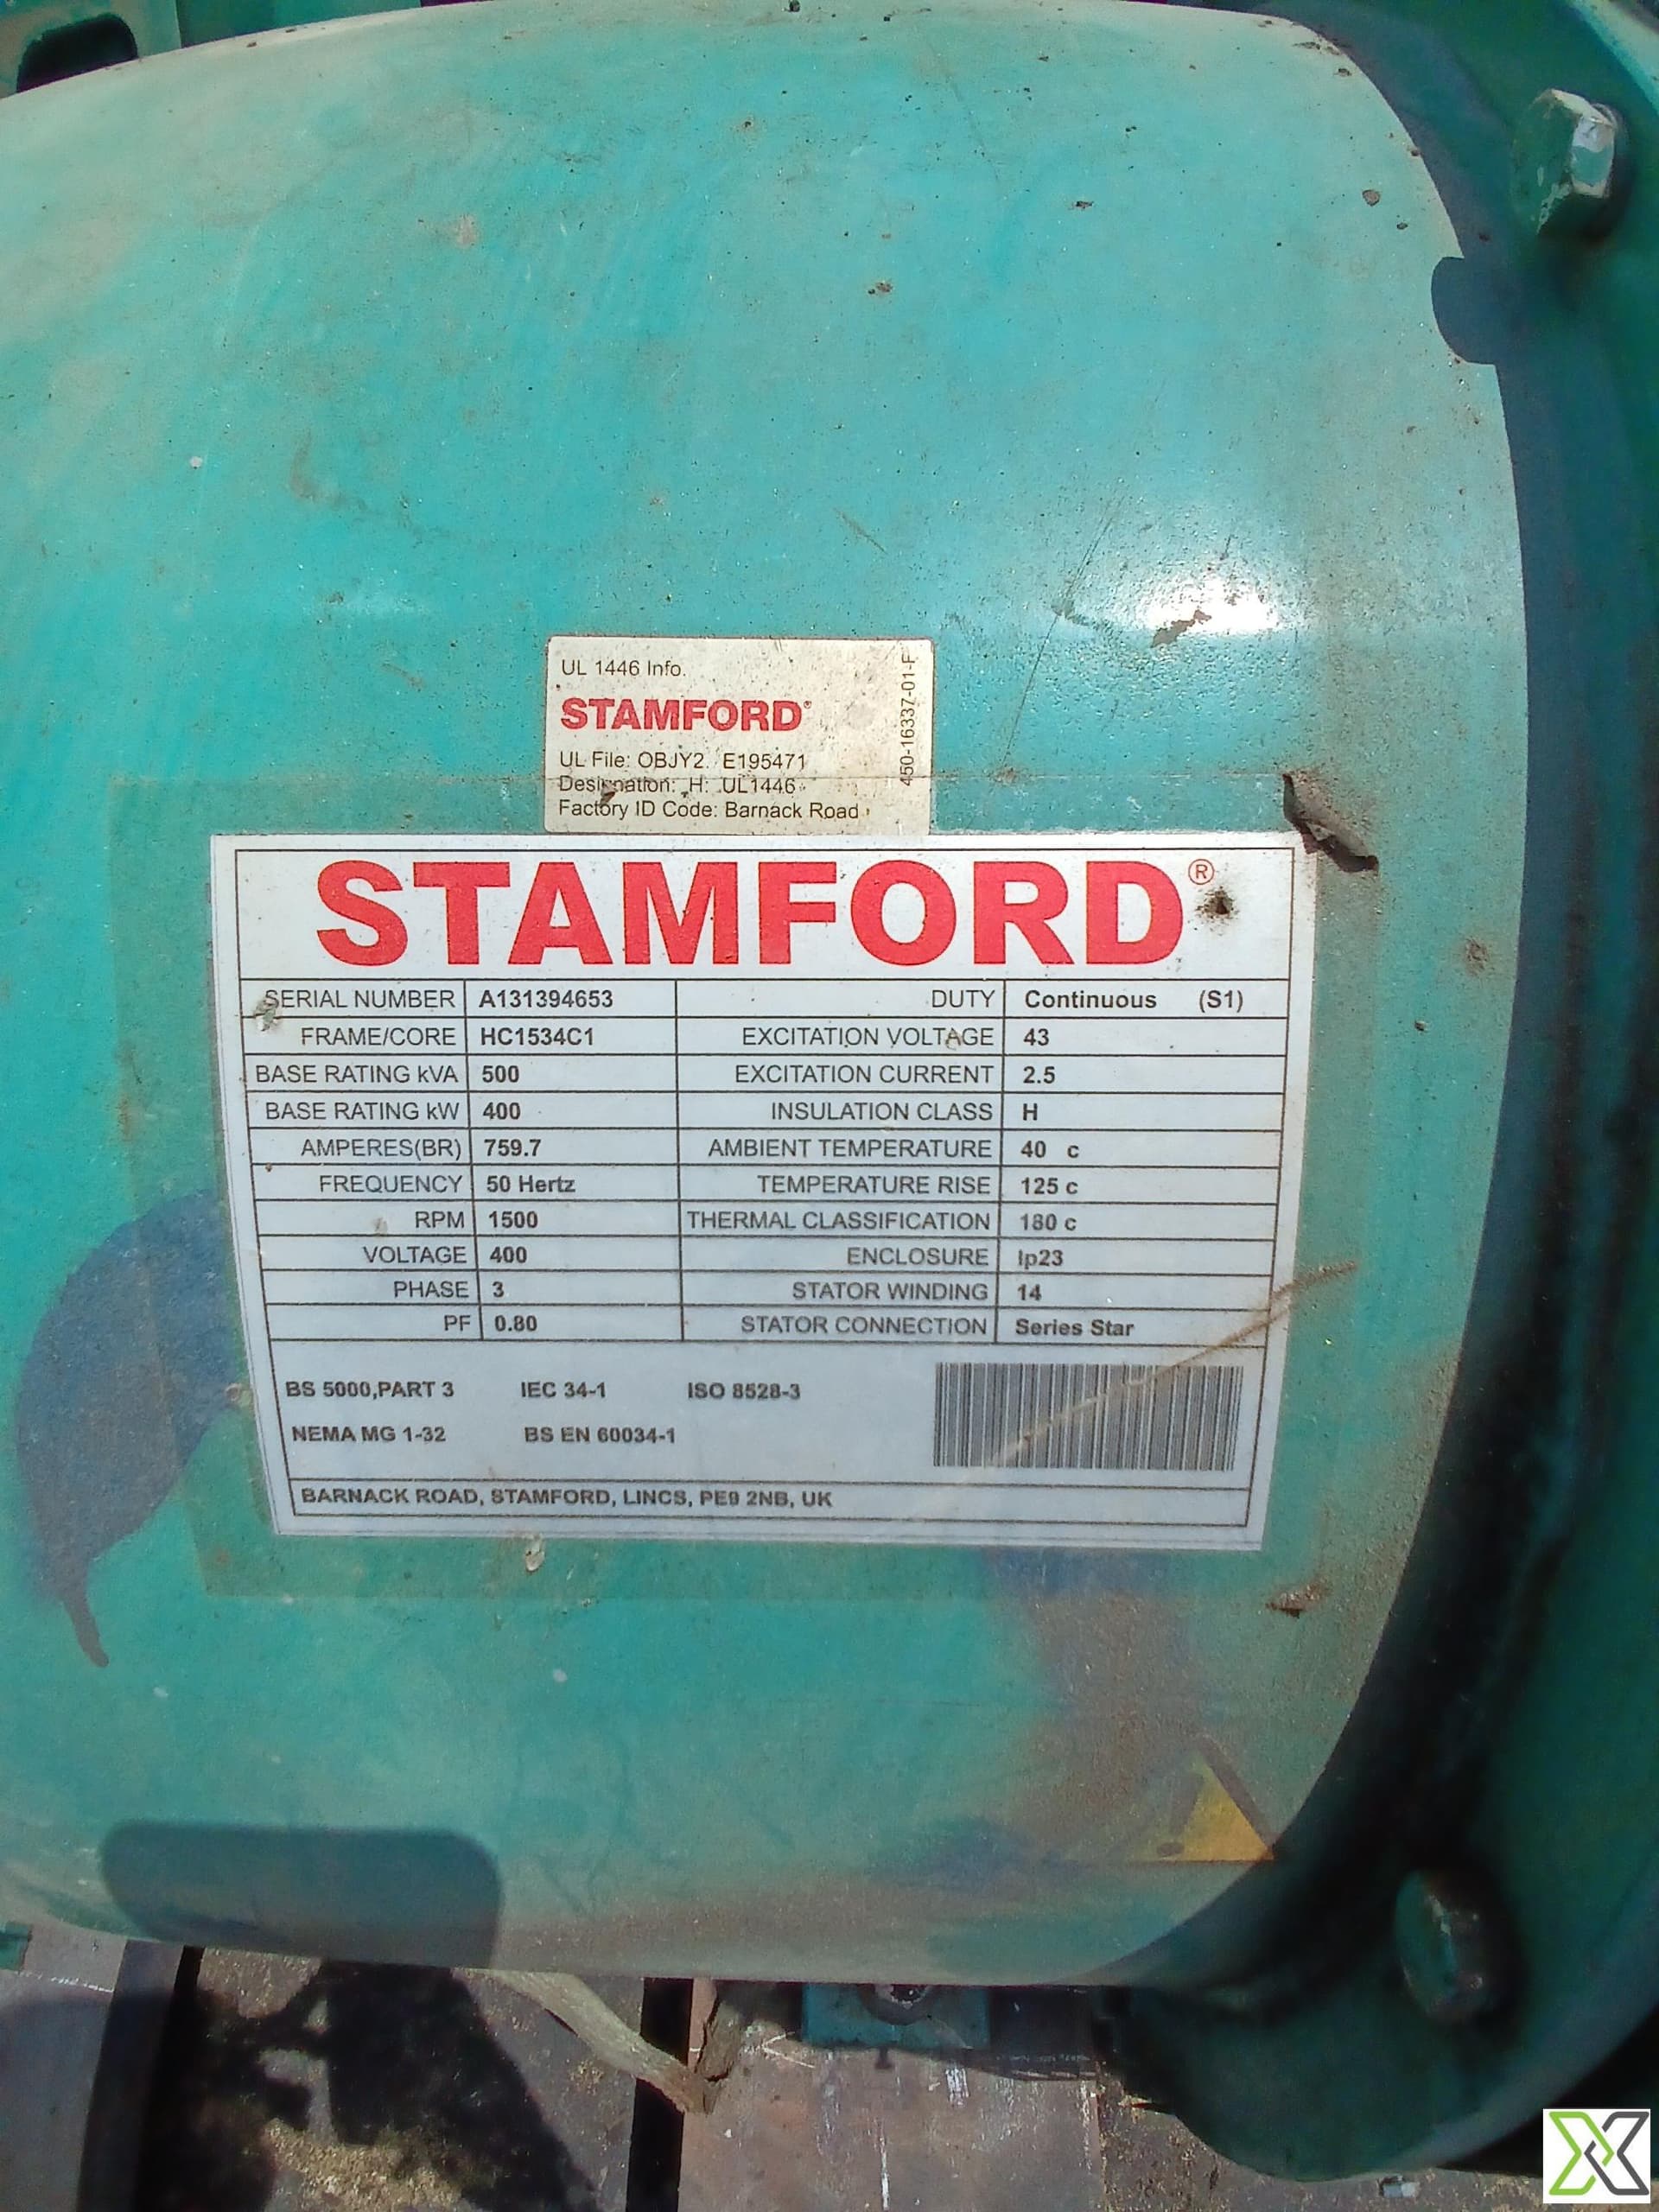 UL 1446 Info.
STAMFORD®
UL File: OBJY2. E195471
Designation: H: UL1446
Factory ID Code: Barnack Road
450-16337-01-F
STAMFORD®
SERIAL NUMBER A131394653 DUTY Continuous (S1)
FRAME/CORE HC1534C1 EXCITATION VOLTAGE 43
BASE RATING kVA 500 EXCITATION CURRENT 2.5
BASE RATING kW 400 INSULATION CLASS H
AMPERES(BR) 759.7 AMBIENT TEMPERATURE 40 c
FREQUENCY 50 Hertz TEMPERATURE RISE 125 c
RPM 1500 THERMAL CLASSIFICATION 180 c
VOLTAGE 400 ENCLOSURE Ip23
PHASE 3 STATOR WINDING 14
PF 0.80 STATOR CONNECTION Series Star
BS 5000,PART 3 IEC 34-1 ISO 8528-3
NEMA MG 1-32 BS EN 60034-1
BARNACK ROAD, STAMFORD, LINCS, PE9 2NB, UK